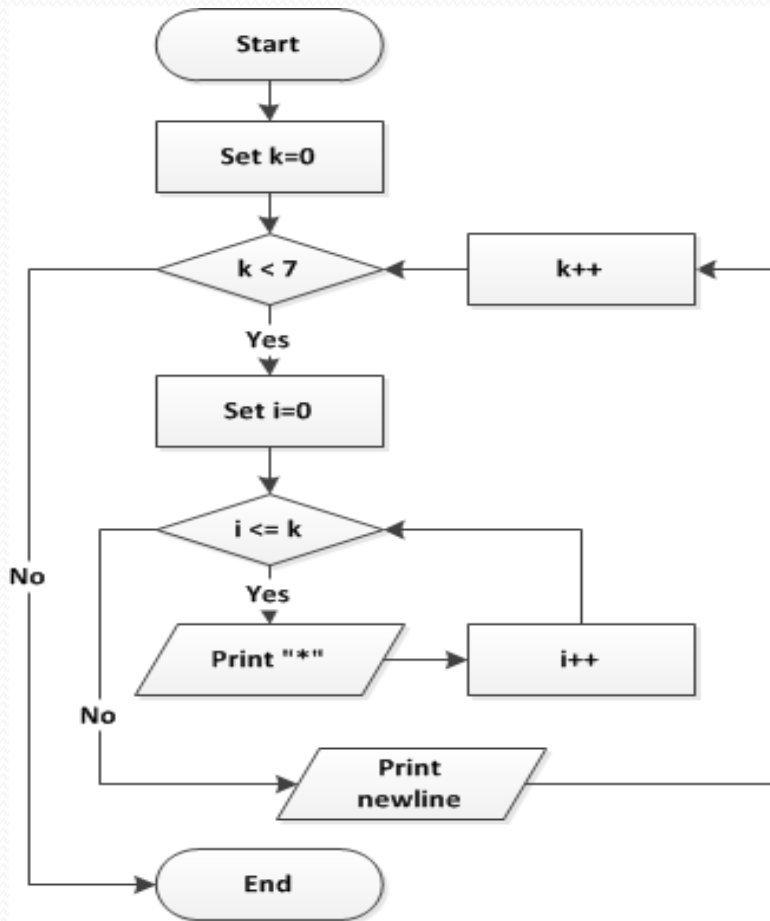 Start
Set k=0
k < 7
k++
Yes
Set i=0
i <= k
No
Yes
Print "*"
i++
No
Print
newline
End